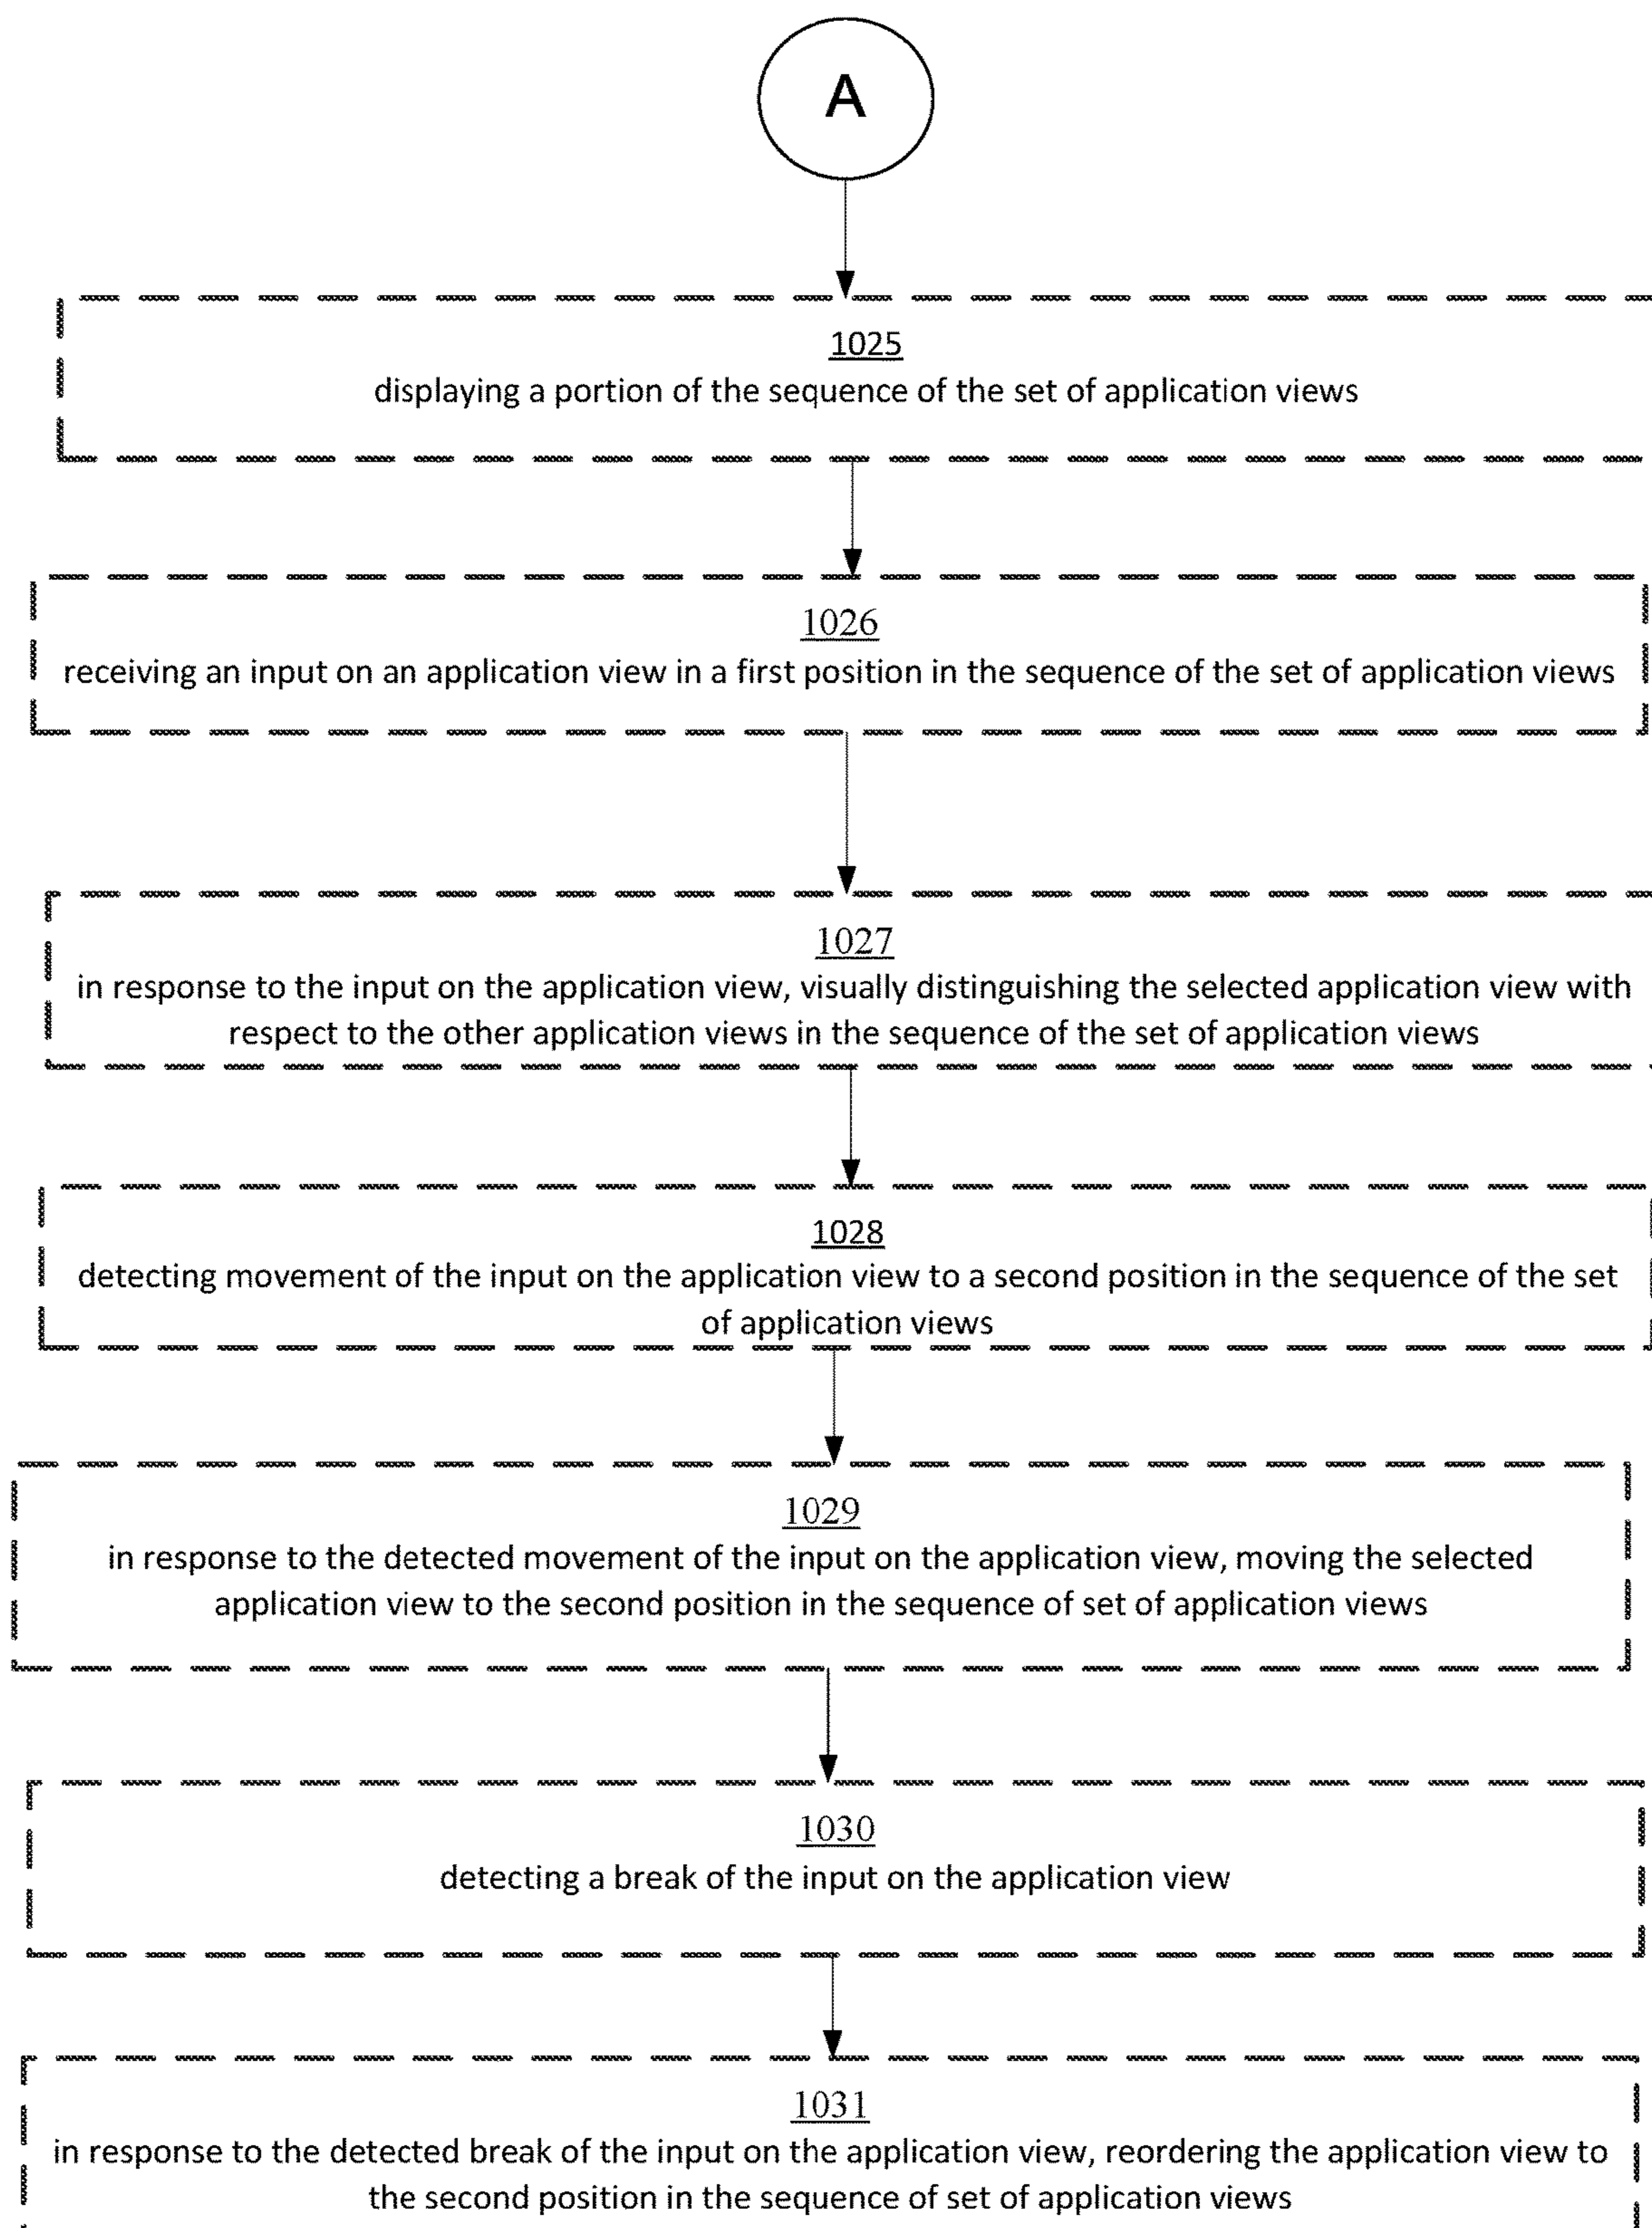 A
1025
displaying a portion of the sequence of the set of application views
1026
receiving an input on an application view in a first position in the sequence of the set of application views
1027
in response to the input on the application view, visually distinguishing the selected application view with
respect to the other application views in the sequence of the set of application views
1028
detecting movement of the input on the application view to a second position in the sequence of the set
of application views
1029
in response to the detected movement of the input on the application view, moving the selected
application view to the second position in the sequence of set of application views
1030
detecting a break of the input on the application view
1031
in response to the detected break of the input on the application view, reordering the application view to
the second position in the sequence of set of application views